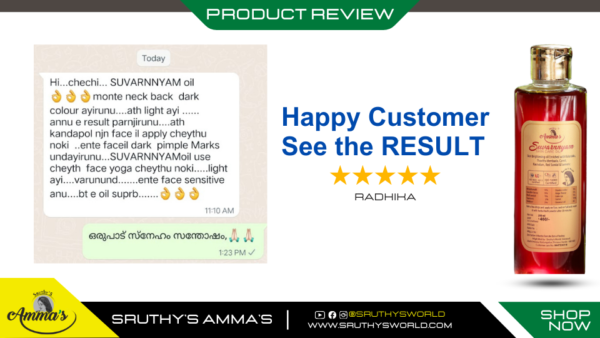 PRODUCT REVIEW
Today
Hi...chechi... SUVARNNYAM oil
👌👌👌monte neck back dark
colour ayirunu....ath light ayi ......
annu e result parnjirunu....ath
kandapol njn face il apply cheythu
noki ..ente faceil dark pimple Marks
undayirunu...SUVARNNYAMoil use
cheyth face yoga cheythu noki.....light
ayi....varunund.......ente face sensitive
anu....bt e oil suprb.......👌👌👌
11:10 AM
ഒരുപാട് സ്നേഹം സന്തോഷം,🙏🏻🙏🏻
1:23 PM ✓
Happy Customer
See the RESULT
★★★★★
RADHIKA
Amma's
Suvarnnyam
Amma's
SRUTHY'S AMMA'S
@SRUTHYSWORLD
WWW.SRUTHYSWORLD.COM
SHOP
NOW